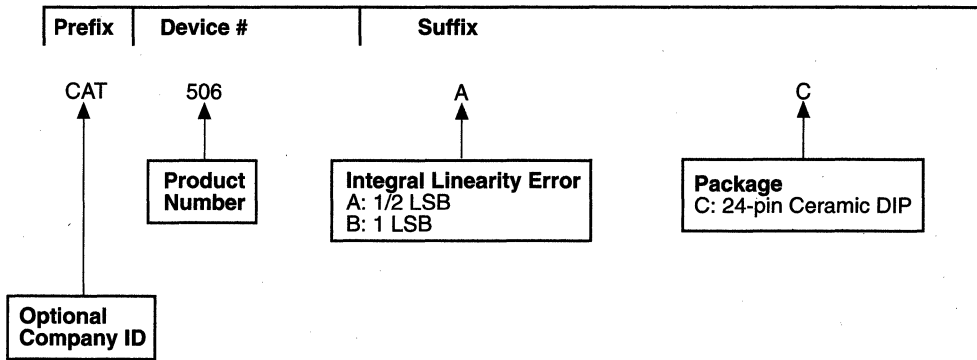 Prefix Device # Suffix
CAT 506 A C
Product
Number
Integral Linearity Error
A: 1/2 LSB
B: 1 LSB
Package
C: 24-pin Ceramic DIP
Optional
Company ID